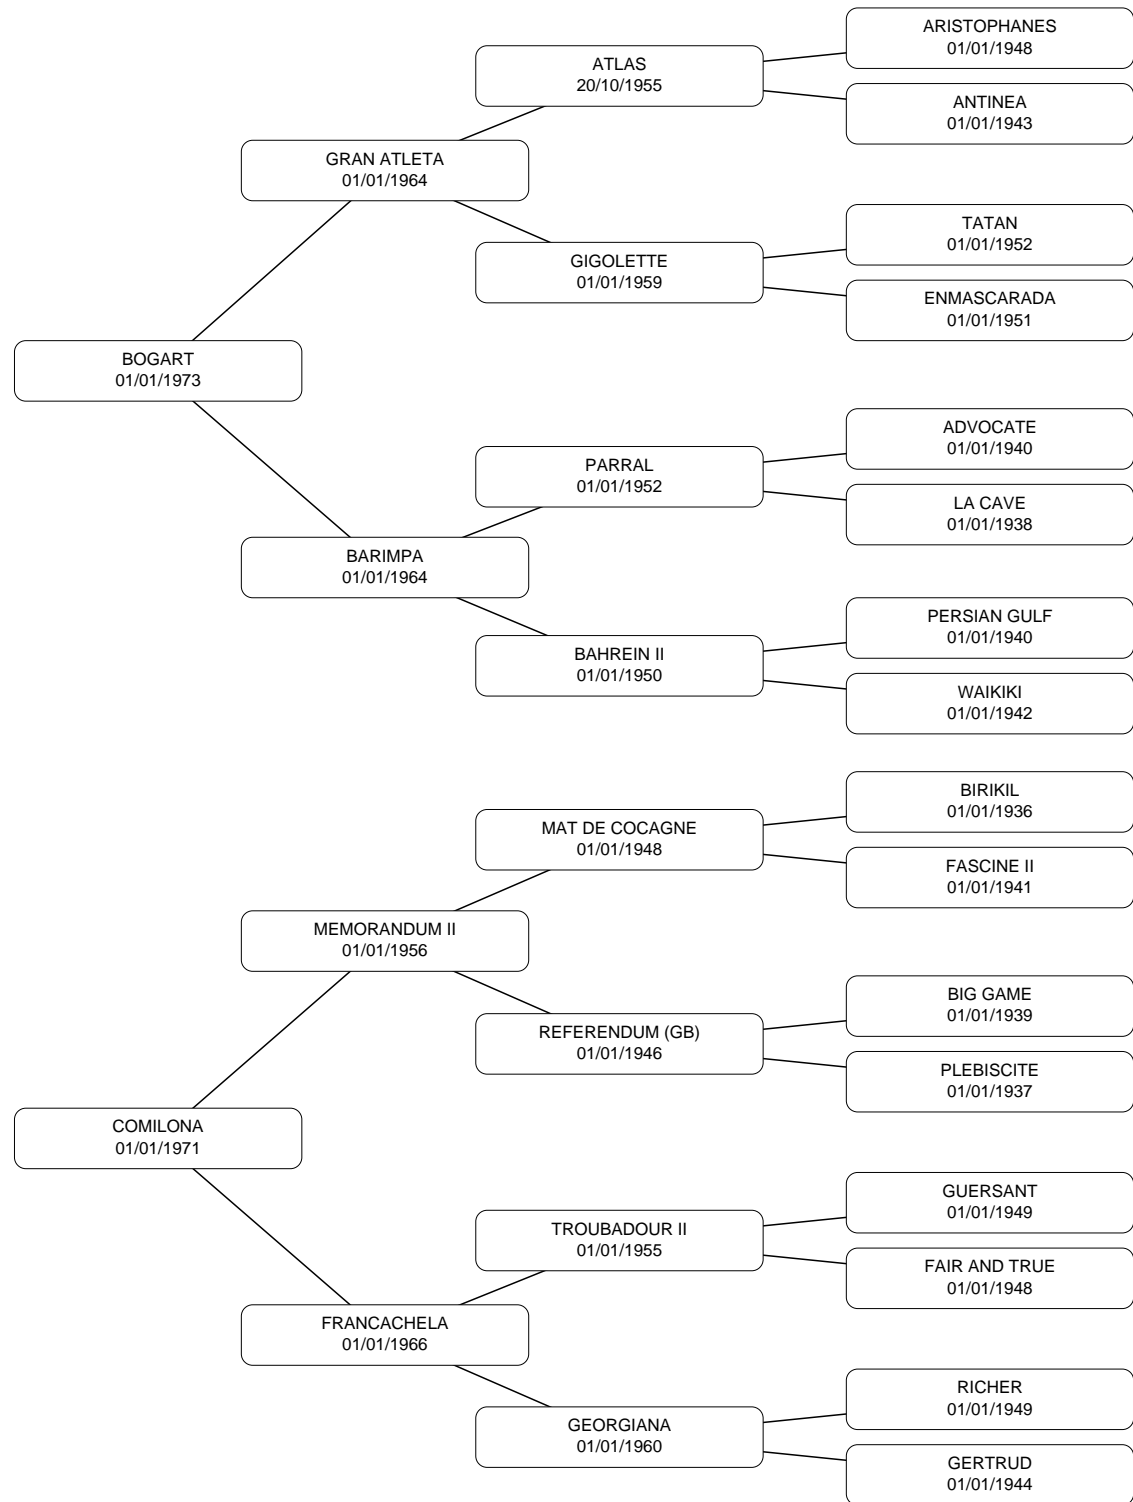 ARISTOPHANES
01/01/1948
ATLAS
20/10/1955
ANTINEA
01/01/1943
GRAN ATLETA
01/01/1964
TATAN
01/01/1952
GIGOLETTE
01/01/1959
ENMASCARADA
01/01/1951
BOGART
01/01/1973
ADVOCATE
01/01/1940
PARRAL
01/01/1952
LA CAVE
01/01/1938
BARIMPA
01/01/1964
PERSIAN GULF
01/01/1940
BAHREIN II
01/01/1950
WAIKIKI
01/01/1942
BIRIKIL
01/01/1936
MAT DE COCAGNE
01/01/1948
FASCINE II
01/01/1941
MEMORANDUM II
01/01/1956
BIG GAME
01/01/1939
REFERENDUM (GB)
01/01/1946
PLEBISCITE
01/01/1937
COMILONA
01/01/1971
GUERSANT
01/01/1949
TROUBADOUR II
01/01/1955
FAIR AND TRUE
01/01/1948
FRANCACHELA
01/01/1966
RICHER
01/01/1949
GEORGIANA
01/01/1960
GERTRUD
01/01/1944